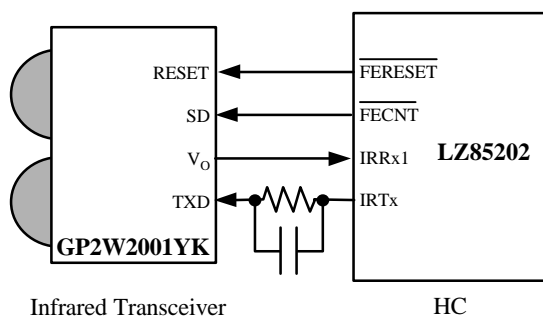 RESET
FERESET
SD
FECNT
LZ85202
VO
IRRx1
TXD
IRTx
GP2W2001YK
Infrared Transceiver
HC